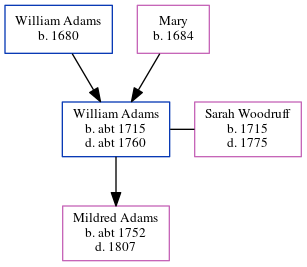 William Adams
b. 1680
Mary
b. 1684
William Adams
b. abt 1715
d. abt 1760
Sarah Woodruff
b. 1715
d. 1775
Mildred Adams
b. abt 1752
d. 1807